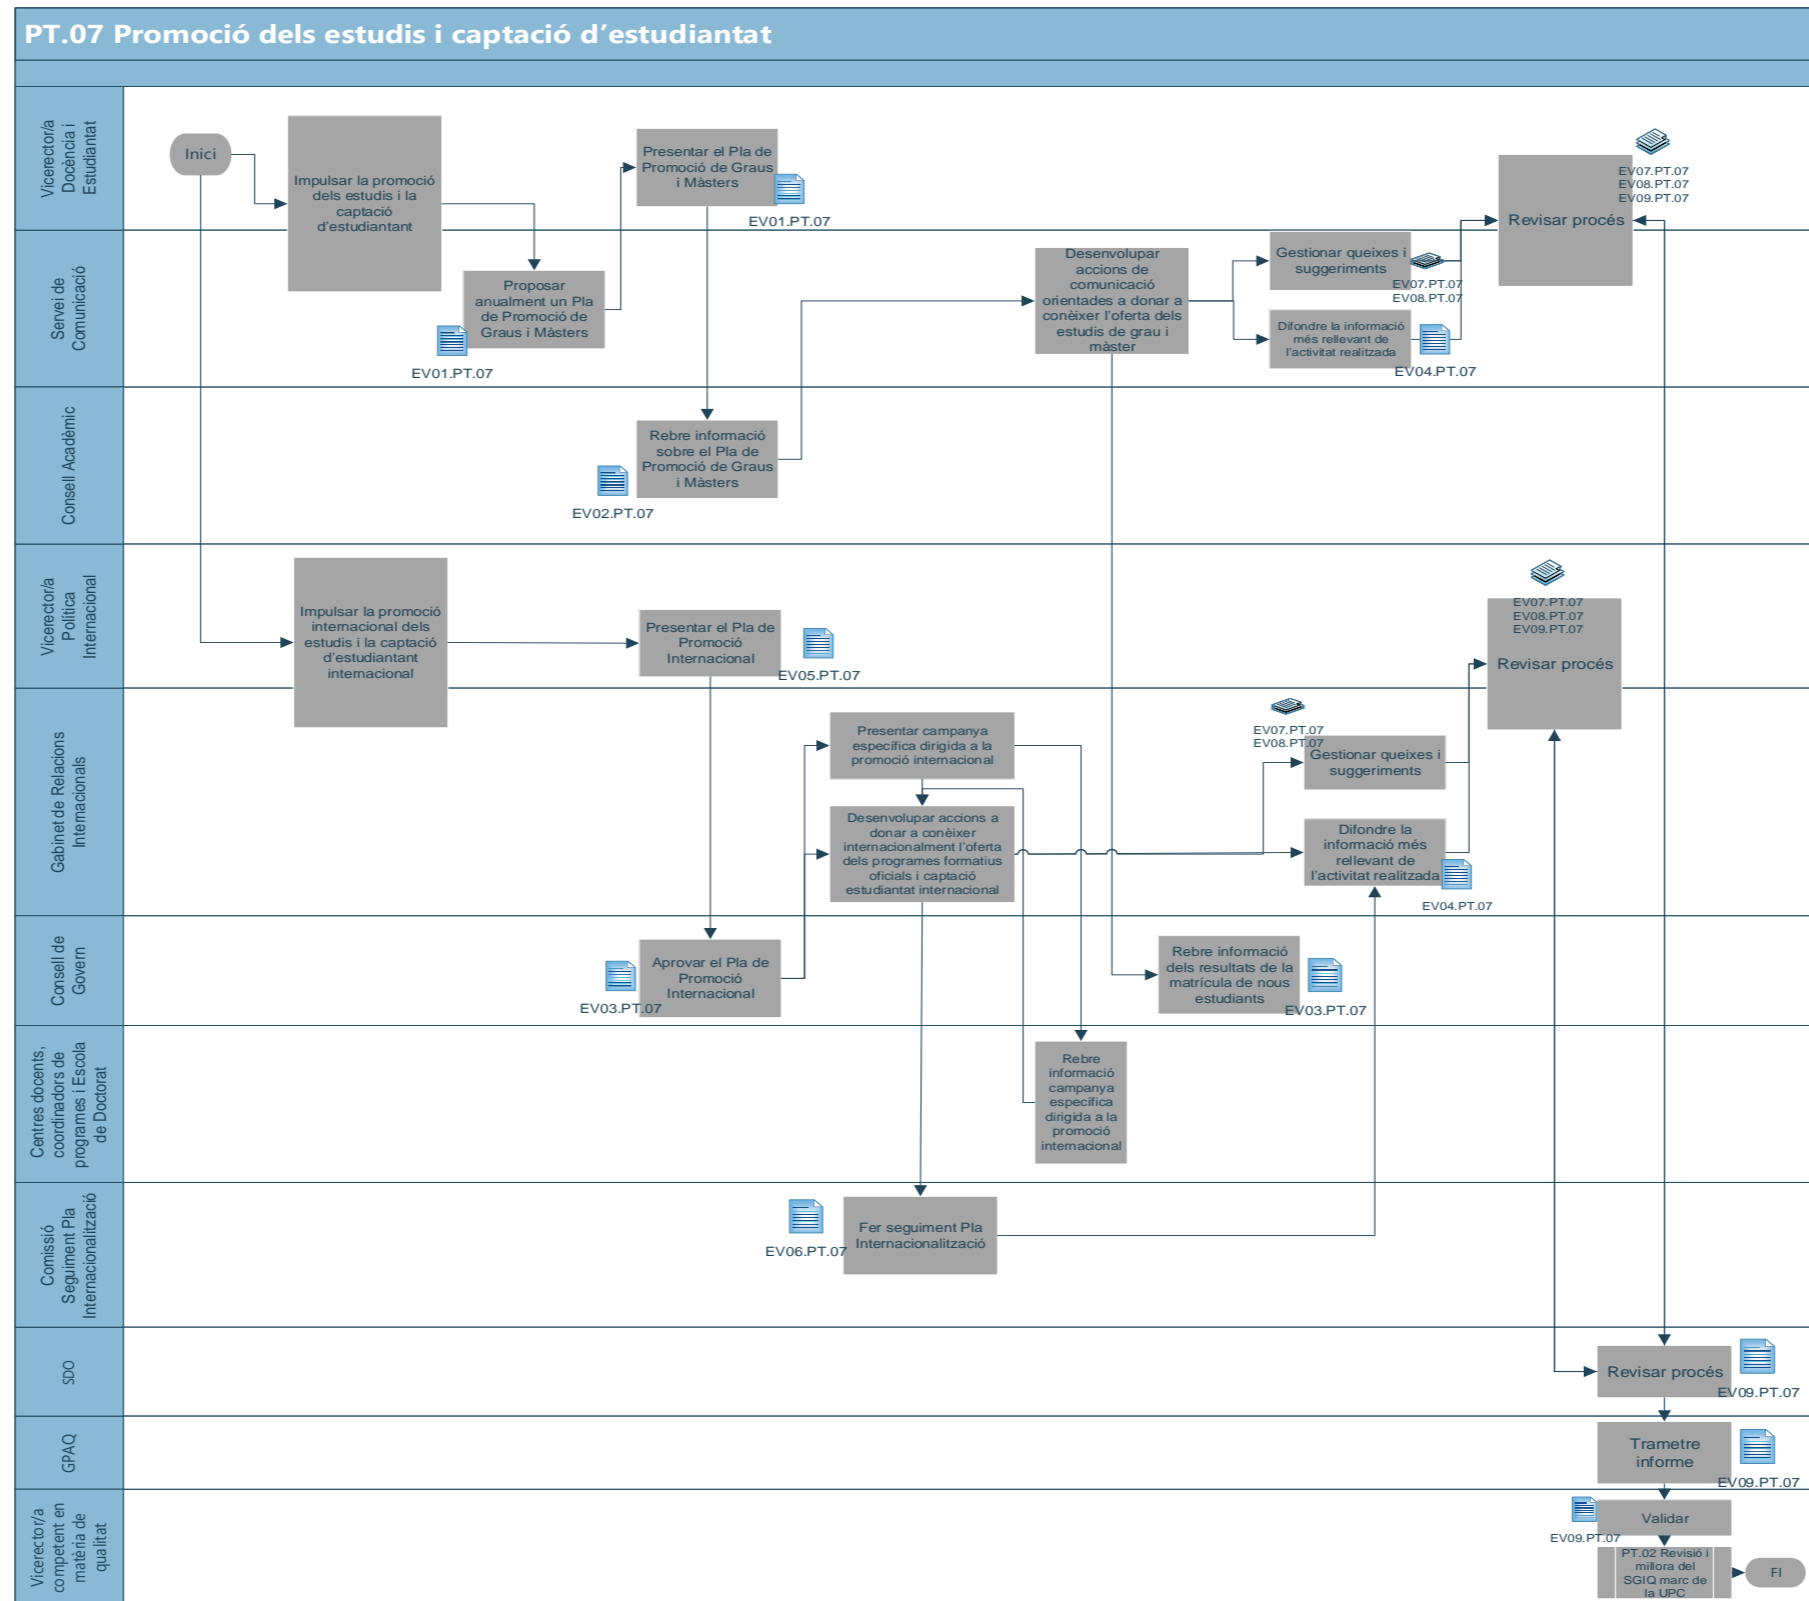 PT.07 Promoció dels estudis i captació d’estudiantat
Vicerector/a
Docència i
Estudiantat
Inici
Impulsar la promoció
dels estudis i la
captació
d’estudiantant
Presentar el Pla de
Promoció de Graus
i Màsters
EV01.PT.07
EV07.PT.07
EV08.PT.07
EV09.PT.07
Revisar procés
Servei de
Comunicació
Proposar
anualment un Pla
de Promoció de
Graus i Màsters
EV01.PT.07
Desenvolupar
accions de
comunicació
orientades a donar a
conèixer l’oferta dels
estudis de grau i
màster
Gestionar queixes i
suggeriments
EV07.PT.07
EV08.PT.07
Difondre la informació
més rellevant de
l’activitat realitzada
EV04.PT.07
Consell Acadèmic
Rebre informació
sobre el Pla de
Promoció de Graus
i Màsters
EV02.PT.07
Vicerector/a
Política
Internacional
Impulsar la promoció
internacional dels
estudis i la captació
d’estudiantant
internacional
Presentar el Pla de
Promoció
Internacional
EV05.PT.07
EV07.PT.07
EV08.PT.07
EV09.PT.07
Revisar procés
Gabinet de Relacions
Internacionals
Presentar campanya
específica dirigida a la
promoció internacional
Desenvolupar accions a
donar a conèixer
internacionalment l’oferta
dels programes formatius
oficials i captació
estudiantat internacional
EV07.PT.07
EV08.PT.07
Gestionar queixes i
suggeriments
Difondre la
informació més
rellevant de
l’activitat realitzada
EV04.PT.07
Consell de
Govern
Aprovar el Pla de
Promoció
Internacional
EV03.PT.07
Rebre informació
dels resultats de la
matrícula de nous
estudiants
EV03.PT.07
Centres docents,
coordinadors de
programes i Escola
de Doctorat
Rebre
informació
campanya
específica
dirigida a la
promoció
internacional
Comissió
Seguiment Pla
Internacionalització
EV06.PT.07
Fer seguiment Pla
Internacionalització
SDO
Revisar procés
EV09.PT.07
GPAQ
Trametre
informe
EV09.PT.07
Vicerector/a
competent en
matèria de
qualitat
EV09.PT.07
Validar
PT.02 Revisió i
millora del
SGIQ marc de
la UPC
FI